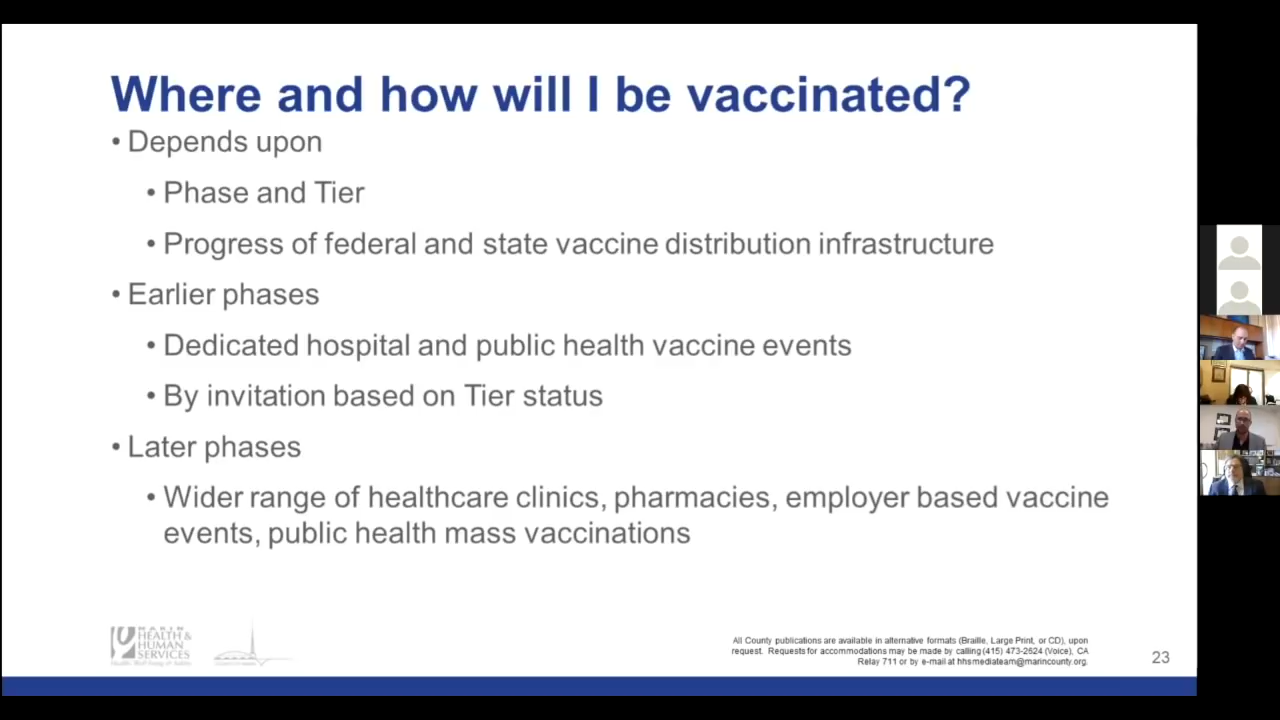 Where and how will I be vaccinated?
• Depends upon
• Phase and Tier
• Progress of federal and state vaccine distribution infrastructure
• Earlier phases
• Dedicated hospital and public health vaccine events
• By invitation based on Tier status
• Later phases
• Wider range of healthcare clinics, pharmacies, employer based vaccine
events, public health mass vaccinations
HEALTH &
HUMAN
SERVICES
All County publications are available in alternative formats (Braille, Large Print, or CD), upon
request. Requests for accommodations may be made by calling (415) 473-2624 (Voice), CA
Relay 711 or by e-mail at hhsmediateam@marincounty.org.
23